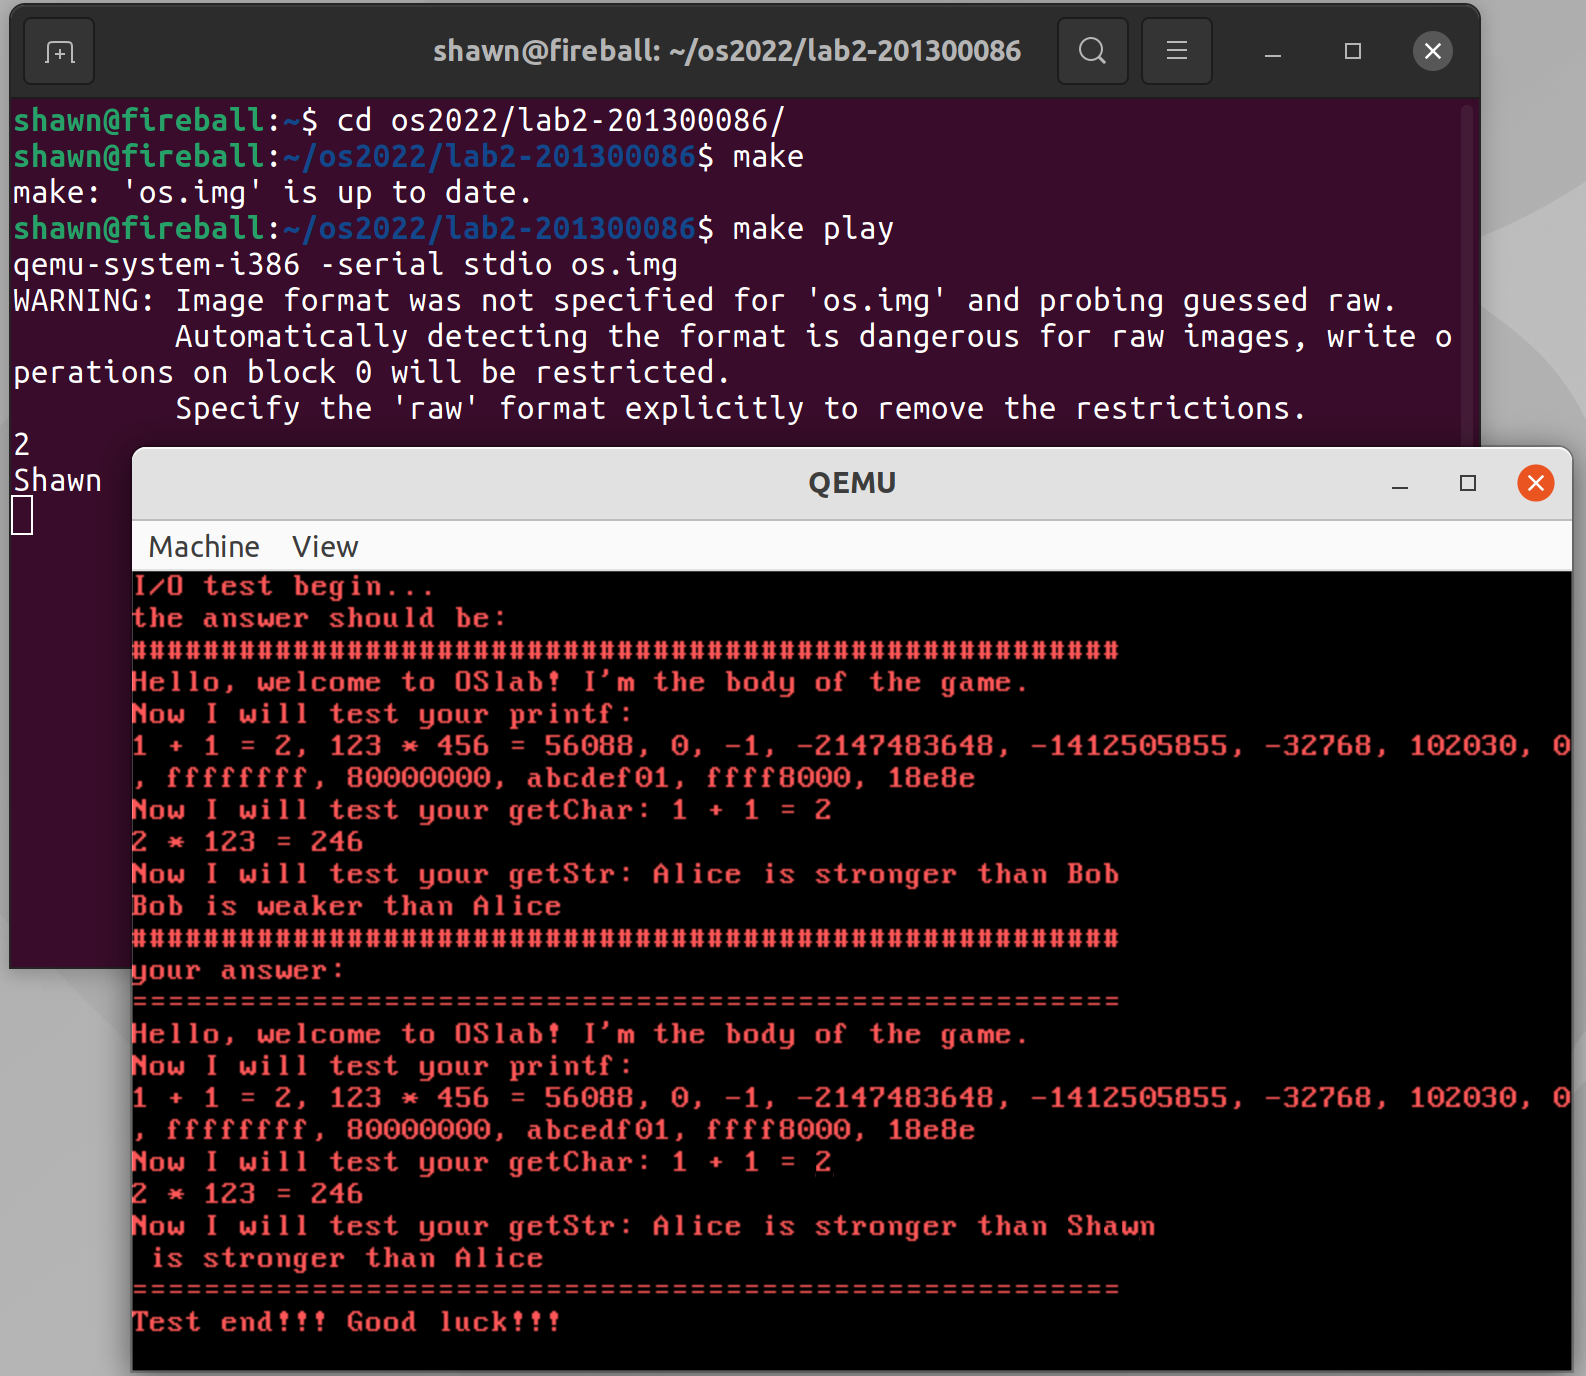 shawn@fireball: ~/os2022/lab2-201300086
shawn@fireball:~$ cd os2022/lab2-201300086/
shawn@fireball:~/os2022/lab2-201300086$ make
make: 'os.img' is up to date.
shawn@fireball:~/os2022/lab2-201300086$ make play
qemu-system-i386 -serial stdio os.img
WARNING: Image format was not specified for 'os.img' and probing guessed raw.
         Automatically detecting the format is dangerous for raw images, write o
perations on block 0 will be restricted.
         Specify the 'raw' format explicitly to remove the restrictions.
2
Shawn
QEMU
Machine View
I/O test begin...
the answer should be:
#######################################################
Hello, welcome to OSlab! I'm the body of the game.
Now I will test your printf:
1 + 1 = 2, 123 * 456 = 56088, 0, -1, -2147483648, -1412505855, -32768, 102030, 0
, ffffffff, 80000000, abcdef01, ffff8000, 18e8e
Now I will test your getChar: 1 + 1 = 2
2 * 123 = 246
Now I will test your getStr: Alice is stronger than Bob
Bob is weaker than Alice
#######################################################
your answer:
=======================================================
Hello, welcome to OSlab! I'm the body of the game.
Now I will test your printf:
1 + 1 = 2, 123 * 456 = 56088, 0, -1, -2147483648, -1412505855, -32768, 102030, 0
, ffffffff, 80000000, abcedf01, ffff8000, 18e8e
Now I will test your getChar: 1 + 1 = 2
2 * 123 = 246
Now I will test your getStr: Alice is stronger than Shawn
 is stronger than Alice
=======================================================
Test end!!! Good luck!!!